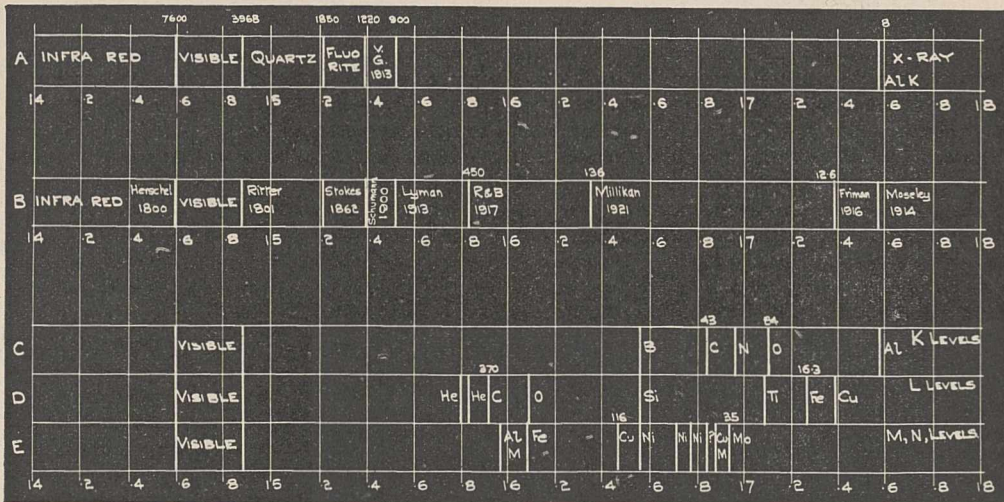 7600 3968 1850 1220 900 8
A INFRA RED VISIBLE QUARTZ FLUO RITE V. G. 1813 X-RAY AlK
14 .2 .4 .6 .8 15 .2 .4 .6 .8 16 .2 .4 .6 .8 17 .2 .4 .6 .8 18
450 136 12.6
B INFRA RED Herschel 1800 VISIBLE Ritter 1801 Stokes 1862 Schumann 1900 Lyman 1913 R&B 1917 Millikan 1921 Friman 1916 Moseley 1914
14 .2 .4 .6 .8 15 .2 .4 .6 .8 16 .2 .4 .6 .8 17 .2 .4 .6 .8 18
43 84
C VISIBLE B C N O Al K LEVELS
370 16.3
D VISIBLE He He C O Si Ti Fe Cu L LEVELS
116 35
E VISIBLE Al M Fe Cu Ni Ni Ni ? Cu M Mo M, N, LEVELS
14 .2 .4 .6 .8 15 .2 .4 .6 .8 16 .2 .4 .6 .8 17 .2 .4 .6 .8 18